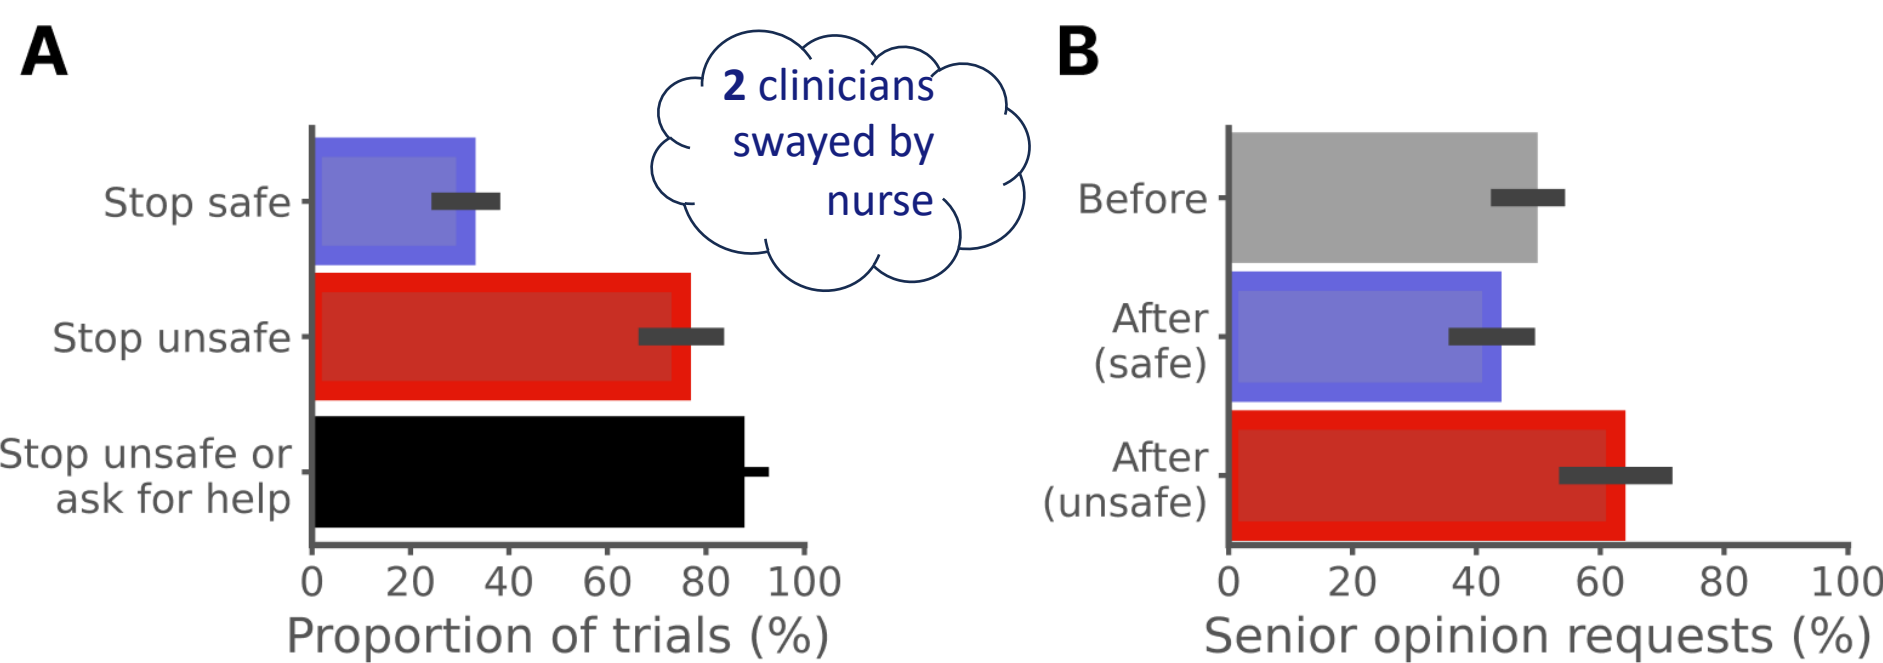 A
2 clinicians
swayed by
nurse
Stop safe
Stop unsafe
Stop unsafe or
ask for help
0 20 40 60 80 100
Proportion of trials (%)
B
Before
After
(safe)
After
(unsafe)
0 20 40 60 80 100
Senior opinion requests (%)